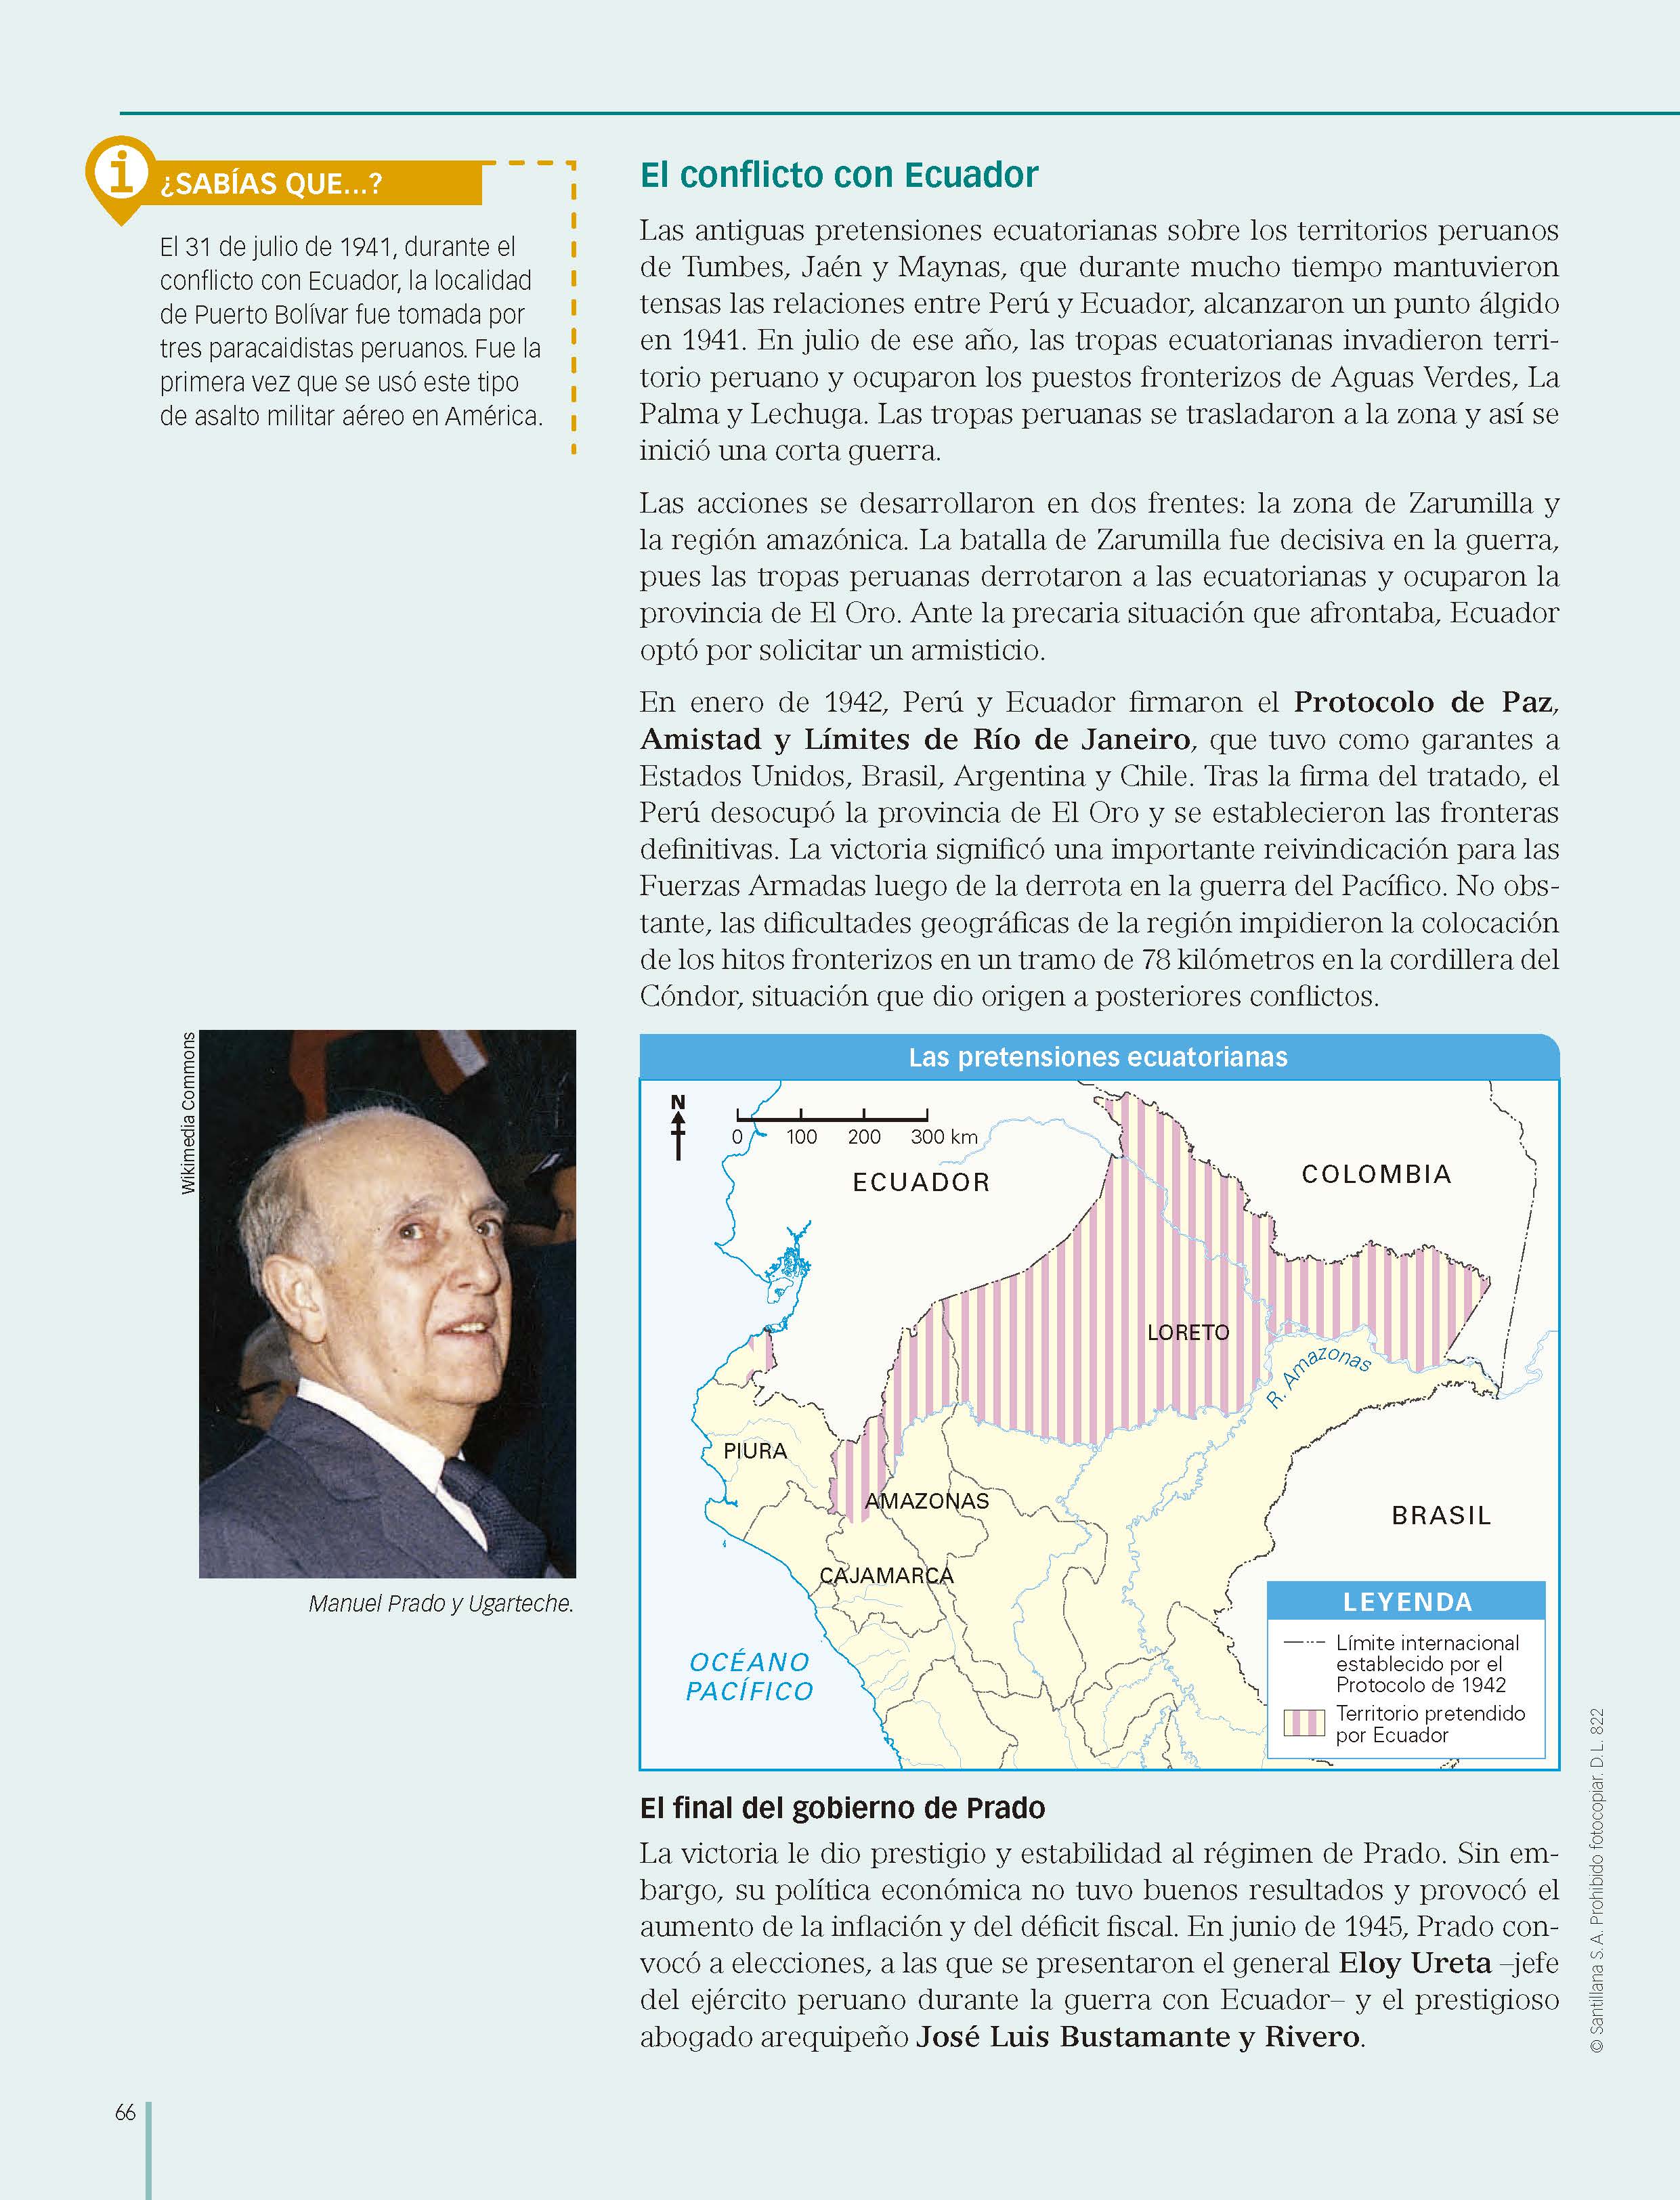 ¿SABÍAS QUE...?
El 31 de julio de 1941, durante el
conflicto con Ecuador, la localidad
de Puerto Bolívar fue tomada por
tres paracaidistas peruanos. Fue la
primera vez que se usó este tipo
de asalto militar aéreo en América.
El conflicto con Ecuador
Las antiguas pretensiones ecuatorianas sobre los territorios peruanos
de Tumbes, Jaén y Maynas, que durante mucho tiempo mantuvieron
tensas las relaciones entre Perú y Ecuador, alcanzaron un punto álgido
en 1941. En julio de ese año, las tropas ecuatorianas invadieron terri-
torio peruano y ocuparon los puestos fronterizos de Aguas Verdes, La
Palma y Lechuga. Las tropas peruanas se trasladaron a la zona y así se
inició una corta guerra.
Las acciones se desarrollaron en dos frentes: la zona de Zarumilla y
la región amazónica. La batalla de Zarumilla fue decisiva en la guerra,
pues las tropas peruanas derrotaron a las ecuatorianas y ocuparon la
provincia de El Oro. Ante la precaria situación que afrontaba, Ecuador
optó por solicitar un armisticio.
En enero de 1942, Perú y Ecuador firmaron el Protocolo de Paz,
Amistad y Límites de Río de Janeiro, que tuvo como garantes a
Estados Unidos, Brasil, Argentina y Chile. Tras la firma del tratado, el
Perú desocupó la provincia de El Oro y se establecieron las fronteras
definitivas. La victoria significó una importante reivindicación para las
Fuerzas Armadas luego de la derrota en la guerra del Pacífico. No obs-
tante, las dificultades geográficas de la región impidieron la colocación
de los hitos fronterizos en un tramo de 78 kilómetros en la cordillera del
Cóndor, situación que dio origen a posteriores conflictos.
Wikimedia Commons
Manuel Prado y Ugarteche.
Las pretensiones ecuatorianas
N
0 100 200 300 km
ECUADOR
COLOMBIA
LORETO
R. Amazonas
PIURA
AMAZONAS
BRASIL
CAJAMARCA
OCÉANO
PACÍFICO
LEYENDA
Límite internacional
establecido por el
Protocolo de 1942
Territorio pretendido
por Ecuador
El final del gobierno de Prado
La victoria le dio prestigio y estabilidad al régimen de Prado. Sin em-
bargo, su política económica no tuvo buenos resultados y provocó el
aumento de la inflación y del déficit fiscal. En junio de 1945, Prado con-
vocó a elecciones, a las que se presentaron el general Eloy Ureta –jefe
del ejército peruano durante la guerra con Ecuador– y el prestigioso
abogado arequipeño José Luis Bustamante y Rivero.
© Santillana S.A. Prohibido fotocopiar. D.L. 822
66